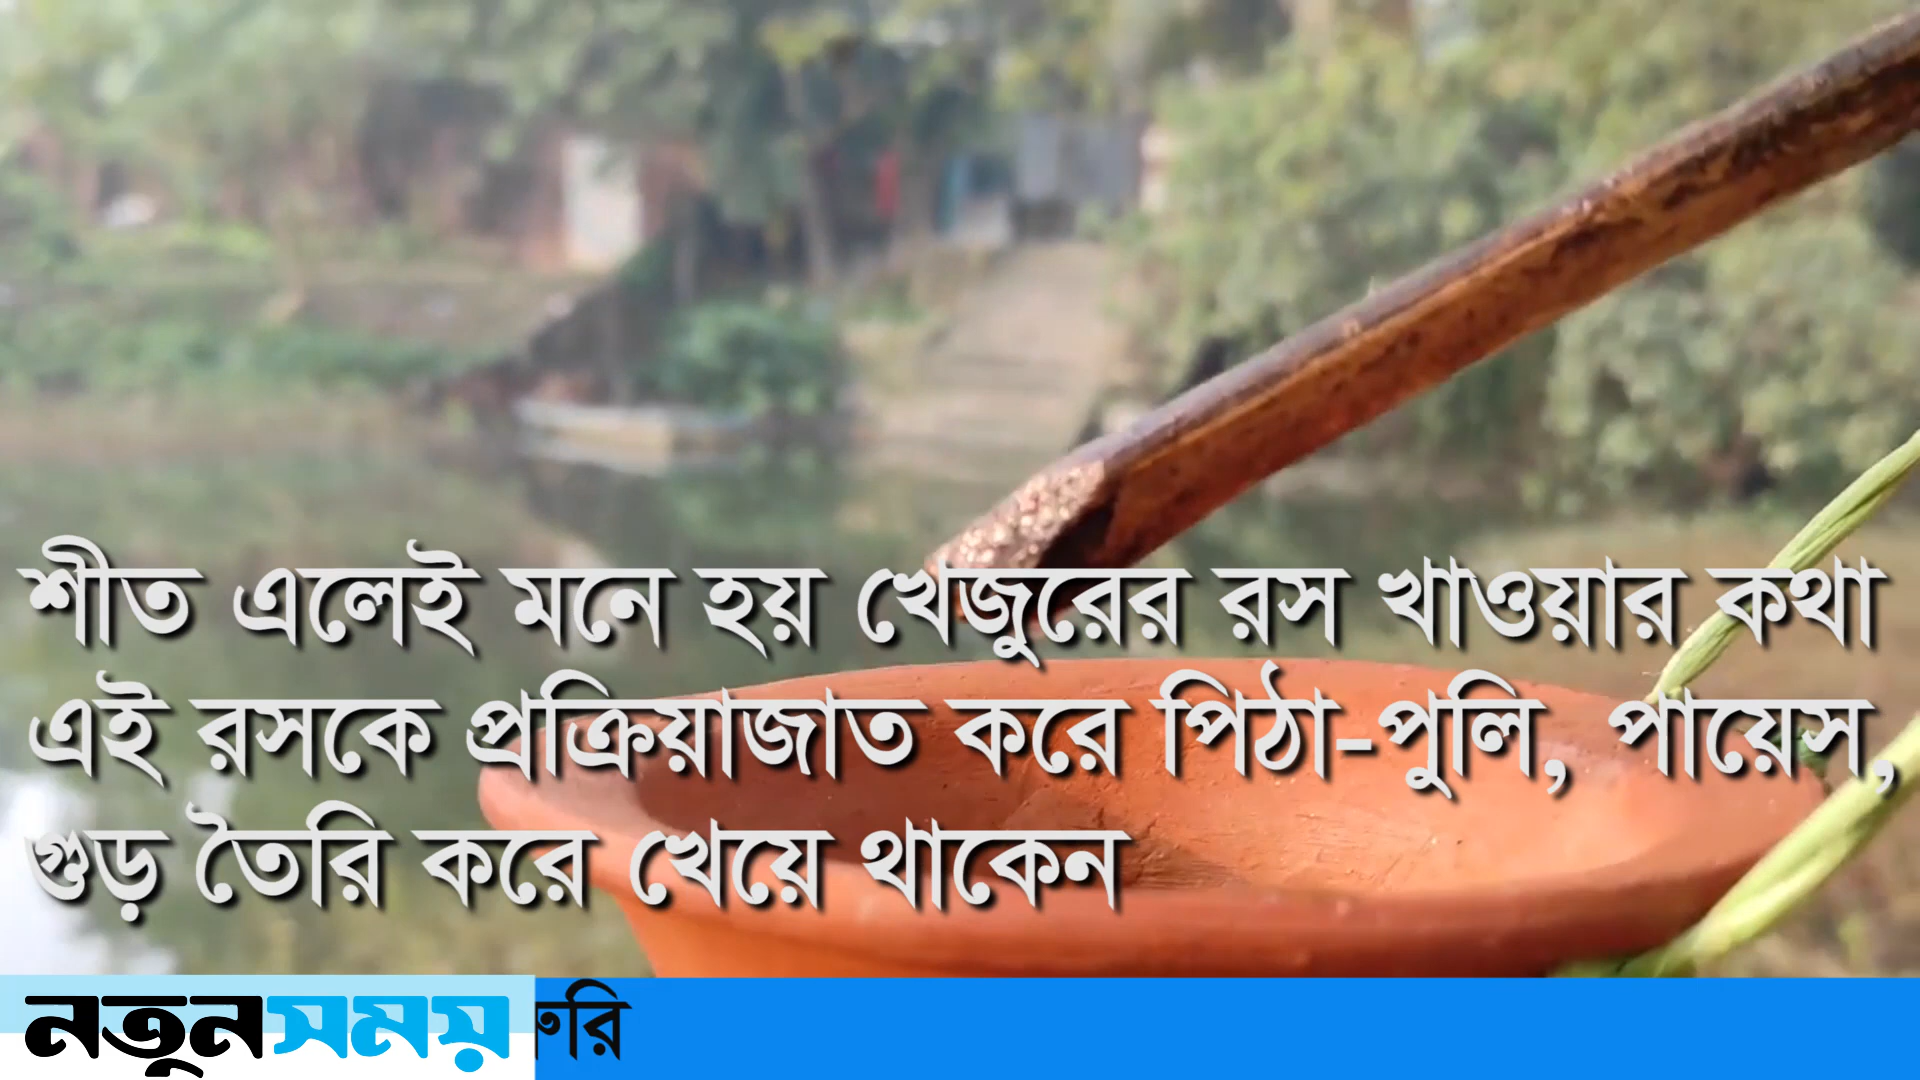 শীত এলেই মনে হয় খেজুরের রস খাওয়ার কথা
এই রসকে প্রক্রিয়াজাত করে পিঠা-পুলি, পায়েস,
গুড় তৈরি করে খেয়ে থাকেন
নতুনসময়